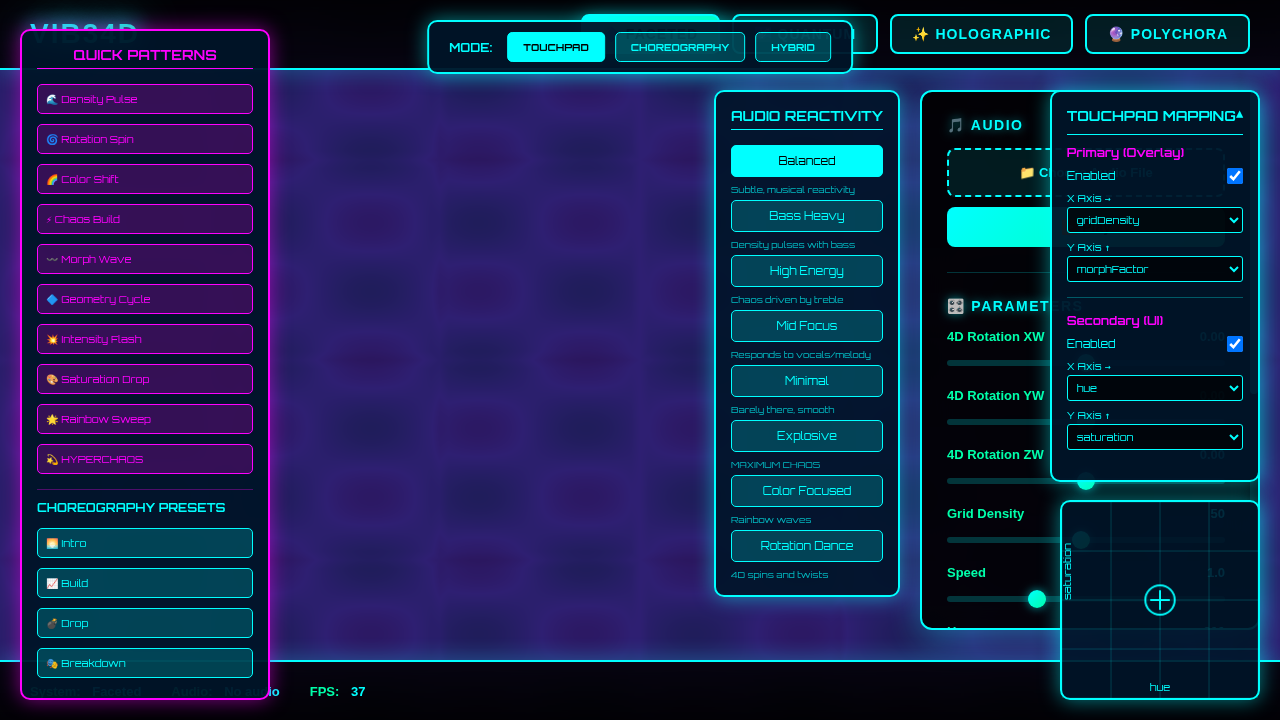 VIB34D
MODE:
TOUCHPAD
CHOREOGRAPHY
HYBRID
✨ HOLOGRAPHIC
🔮 POLYCHORA
QUICK PATTERNS
🌊 Density Pulse
🌀 Rotation Spin
🌈 Color Shift
⚡ Chaos Build
〰️ Morph Wave
🔷 Geometry Cycle
💥 Intensity Flash
🎨 Saturation Drop
🌟 Rainbow Sweep
💫 HYPERCHAOS
CHOREOGRAPHY PRESETS
🌅 Intro
📈 Build
💣 Drop
🎭 Breakdown
AUDIO REACTIVITY
Balanced
Subtle, musical reactivity
Bass Heavy
Density pulses with bass
High Energy
Chaos driven by treble
Mid Focus
Responds to vocals/melody
Minimal
Barely there, smooth
Explosive
MAXIMUM CHAOS
Color Focused
Rainbow waves
Rotation Dance
4D spins and twists
🎵 AUDIO
📁 Ch
File
🎛️ PARAMETERS
4D Rotation XW
0.00
4D Rotation YW
4D Rotation ZW
0.00
Grid Density
50
Speed
1.0
TOUCHPAD MAPPING ▲
Primary (Overlay)
Enabled
X Axis →
gridDensity
Y Axis ↑
morphFactor
Secondary (UI)
Enabled
X Axis →
hue
Y Axis ↑
saturation
saturation
hue
System: Faceted
Audio: No audio
FPS: 37